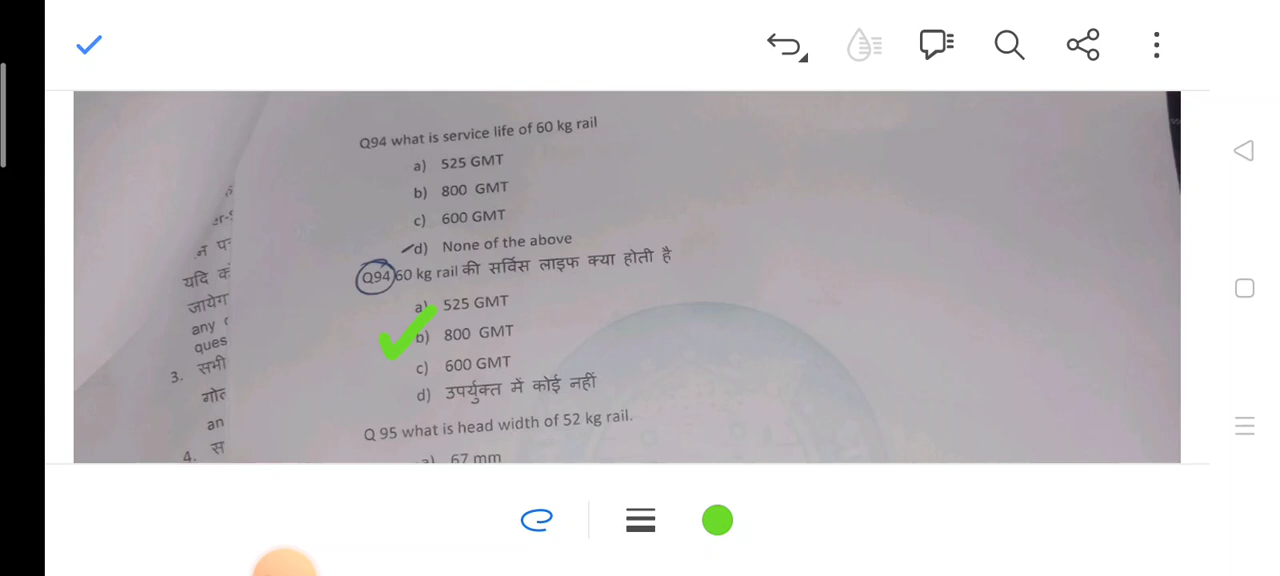 Q94 what is service life of 60 kg rail
a) 525 GMT
b) 800 GMT
c) 600 GMT
d) None of the above
Q94 60 kg rail की सर्विस लाइफ क्या होती है
a) 525 GMT
b) 800 GMT
c) 600 GMT
d) उपर्युक्त में कोई नहीं
Q 95 what is head width of 52 kg rail.
a) 67 mm
यदि
जायेग
any
ques
3. सभी
an
4. स